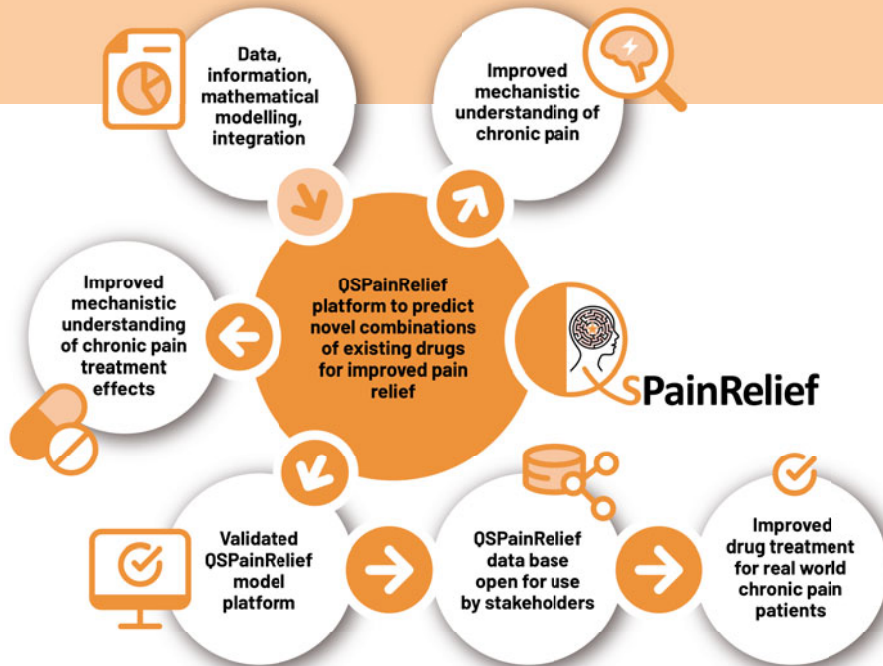 Data,
information,
mathematical
modelling,
integration
Improved
mechanistic
understanding of
chronic pain
Improved
mechanistic
understanding
of chronic pain
treatment
effects
QSPainRelief
platform to predict
novel combinations
of existing drugs
for improved pain
relief
QSPainRelief
Validated
QSPainRelief
model
platform
QSPainRelief
data base
open for use
by stakeholders
Improved
drug treatment
for real world
chronic pain
patients